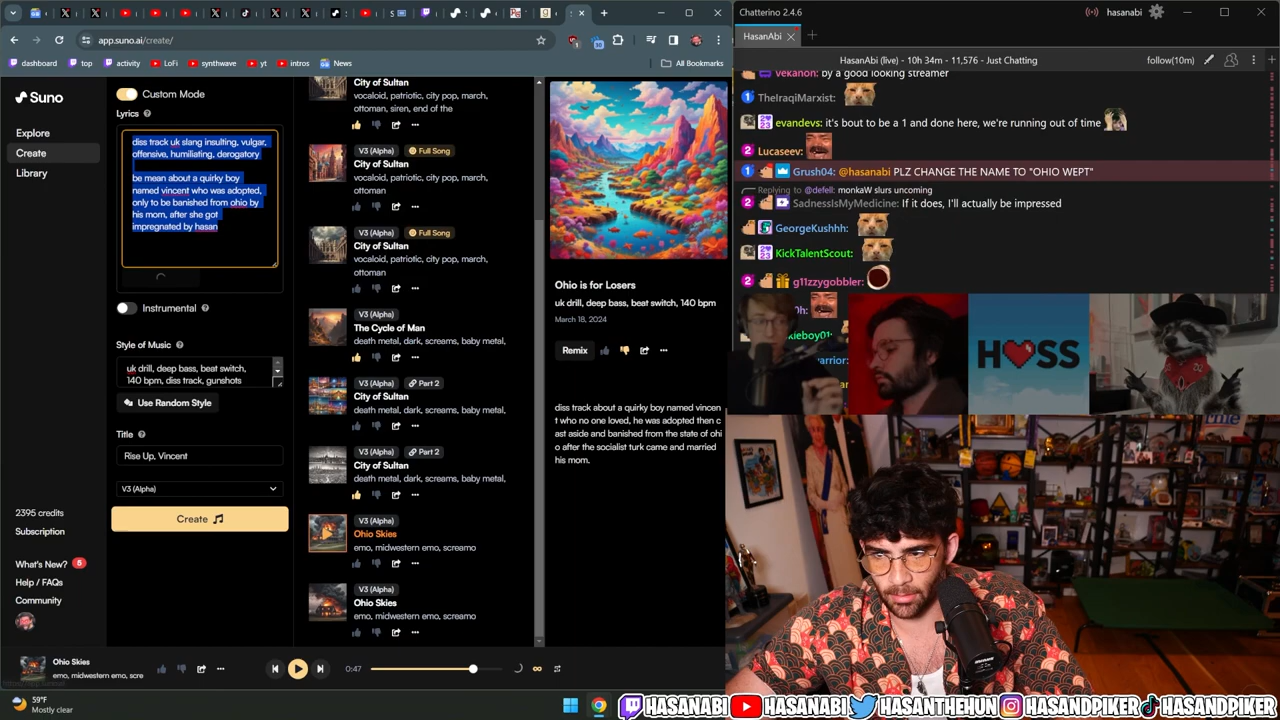 app.suno.ai/create/
dashboard
top
activity
LoFi
synthwave
yt
intros
News
All Bookmarks
Suno
Explore
Create
Library
2395 credits
Subscription
What's New? 6
Help / FAQs
Community
Custom Mode
Lyrics
diss track uk slang insulting, vulgar,
offensive, humiliating, derogatory
be mean about a quirky boy
named vincent who was adopted,
only to be banished from ohio by
his mom, after she got
impregnated by hasan
Instrumental
Style of Music
uk drill, deep bass, beat switch,
140 bpm, diss track, gunshots
Use Random Style
Title
Rise Up, Vincent
V3 (Alpha)
Create
City of Sultan
vocaloid, patriotic, city pop, march,
ottoman, siren, end of the
V3 (Alpha) Full Song
City of Sultan
vocaloid, patriotic, city pop, march,
ottoman
V3 (Alpha) Full Song
City of Sultan
vocaloid, patriotic, city pop, march,
ottoman
V3 (Alpha)
The Cycle of Man
death metal, dark, screams, baby metal,
V3 (Alpha) Part 2
City of Sultan
death metal, dark, screams, baby metal,
V3 (Alpha) Part 2
City of Sultan
death metal, dark, screams, baby metal,
V3 (Alpha)
Ohio Skies
emo, midwestern emo, screamo
V3 (Alpha)
Ohio Skies
emo, midwestern emo, screamo
Ohio is for Losers
uk drill, deep bass, beat switch, 140 bpm
March 18, 2024
Remix
diss track about a quirky boy named vincen
t who no one loved, he was adopted then c
ast aside and banished from the state of ohi
o after the socialist turk came and married
his mom.
Ohio Skies
emo, midwestern emo, scre
0:47
59°F
Mostly clear
Chatterino 2.4.6
hasanabi
HasanAbi
HasanAbi (live) - 10h 34m - 11,576 - Just Chatting
follow(10m)
vekanon: by a good looking streamer
TheIraqiMarxist:
evandevs: it's bout to be a 1 and done here, we're running out of time
Lucaseev:
Grush04: @hasanabi PLZ CHANGE THE NAME TO "OHIO WEPT"
Replying to @defell: monkaW slurs uncoming
SadnessIsMyMedicine: If it does, I'll actually be impressed
GeorgeKushhh:
KickTalentScout:
g11zzygobbler:
H SS
HASANABI
HASANABI
HASANTHEHUN
HASANDPIKER
HASANDPIKER